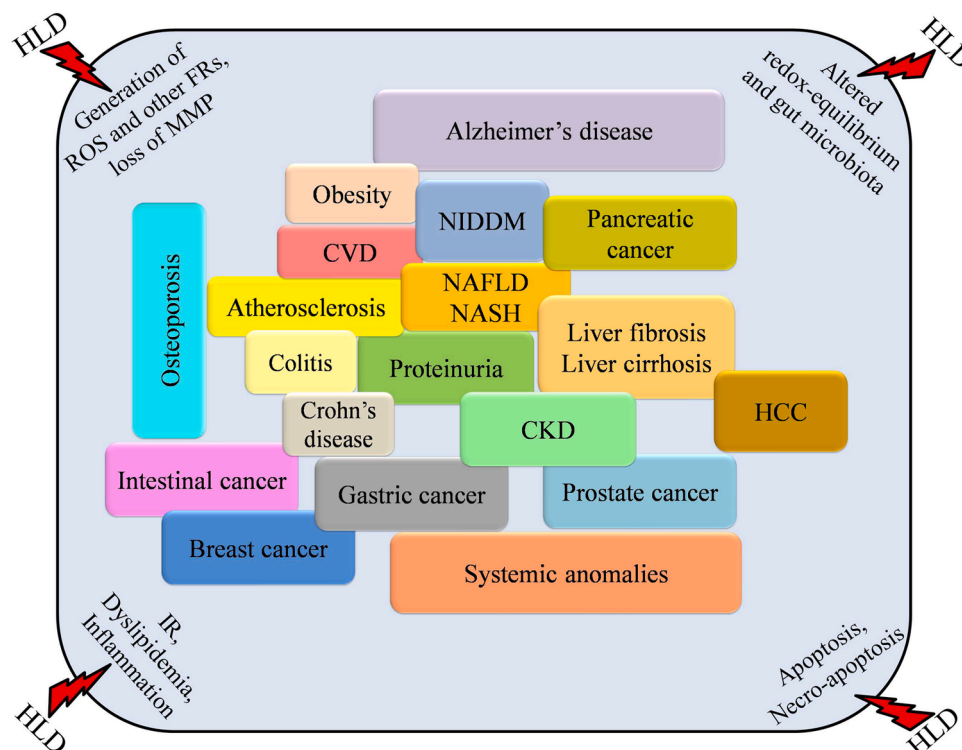 HLD
Generation of
ROS and other FRs,
loss of MMP
HLD
Altered
redox-equilibrium
and gut microbiota
Alzheimer's disease
Obesity
NIDDM
Pancreatic
cancer
Osteoporosis
CVD
NAFLD
NASH
Atherosclerosis
Liver fibrosis
Liver cirrhosis
Colitis
Proteinuria
HCC
Crohn's
disease
CKD
Intestinal cancer
Gastric cancer
Prostate cancer
Breast cancer
Systemic anomalies
IR,
Dyslipidemia,
Inflammation
HLD
Apoptosis,
Necro-apoptosis
HLD